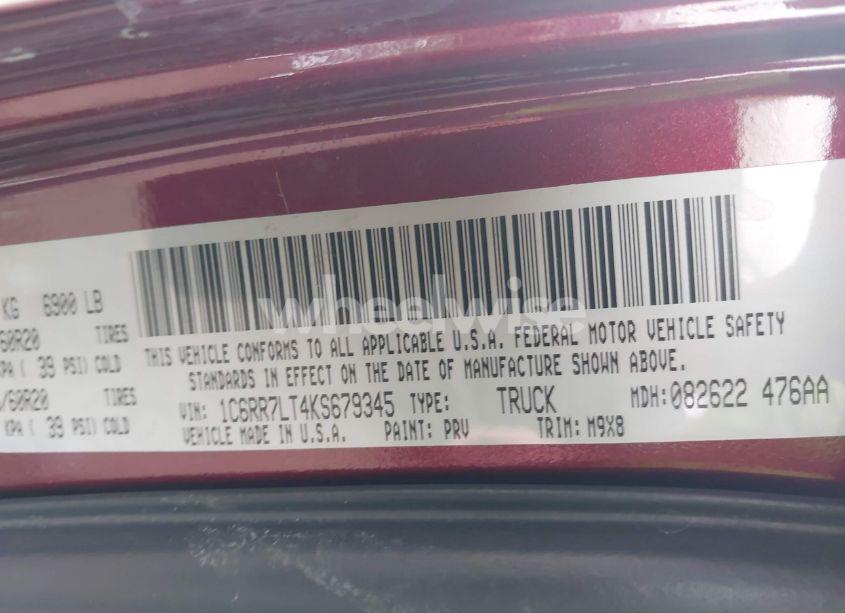 KG 6900 LB
60R20 TIRES
KPA ( 39 PSI) COLD
/60R20 TIRES
KPA ( 39 PSI) COLD
wheelwise
THIS VEHICLE CONFORMS TO ALL APPLICABLE U.S.A. FEDERAL MOTOR VEHICLE SAFETY
STANDARDS IN EFFECT ON THE DATE OF MANUFACTURE SHOWN ABOVE.
VIN: 1C6RR7LT4KS679345 TYPE: TRUCK MDH: 082622 476AA
VEHICLE MADE IN U.S.A. PAINT: PRV TRIM: M9X8